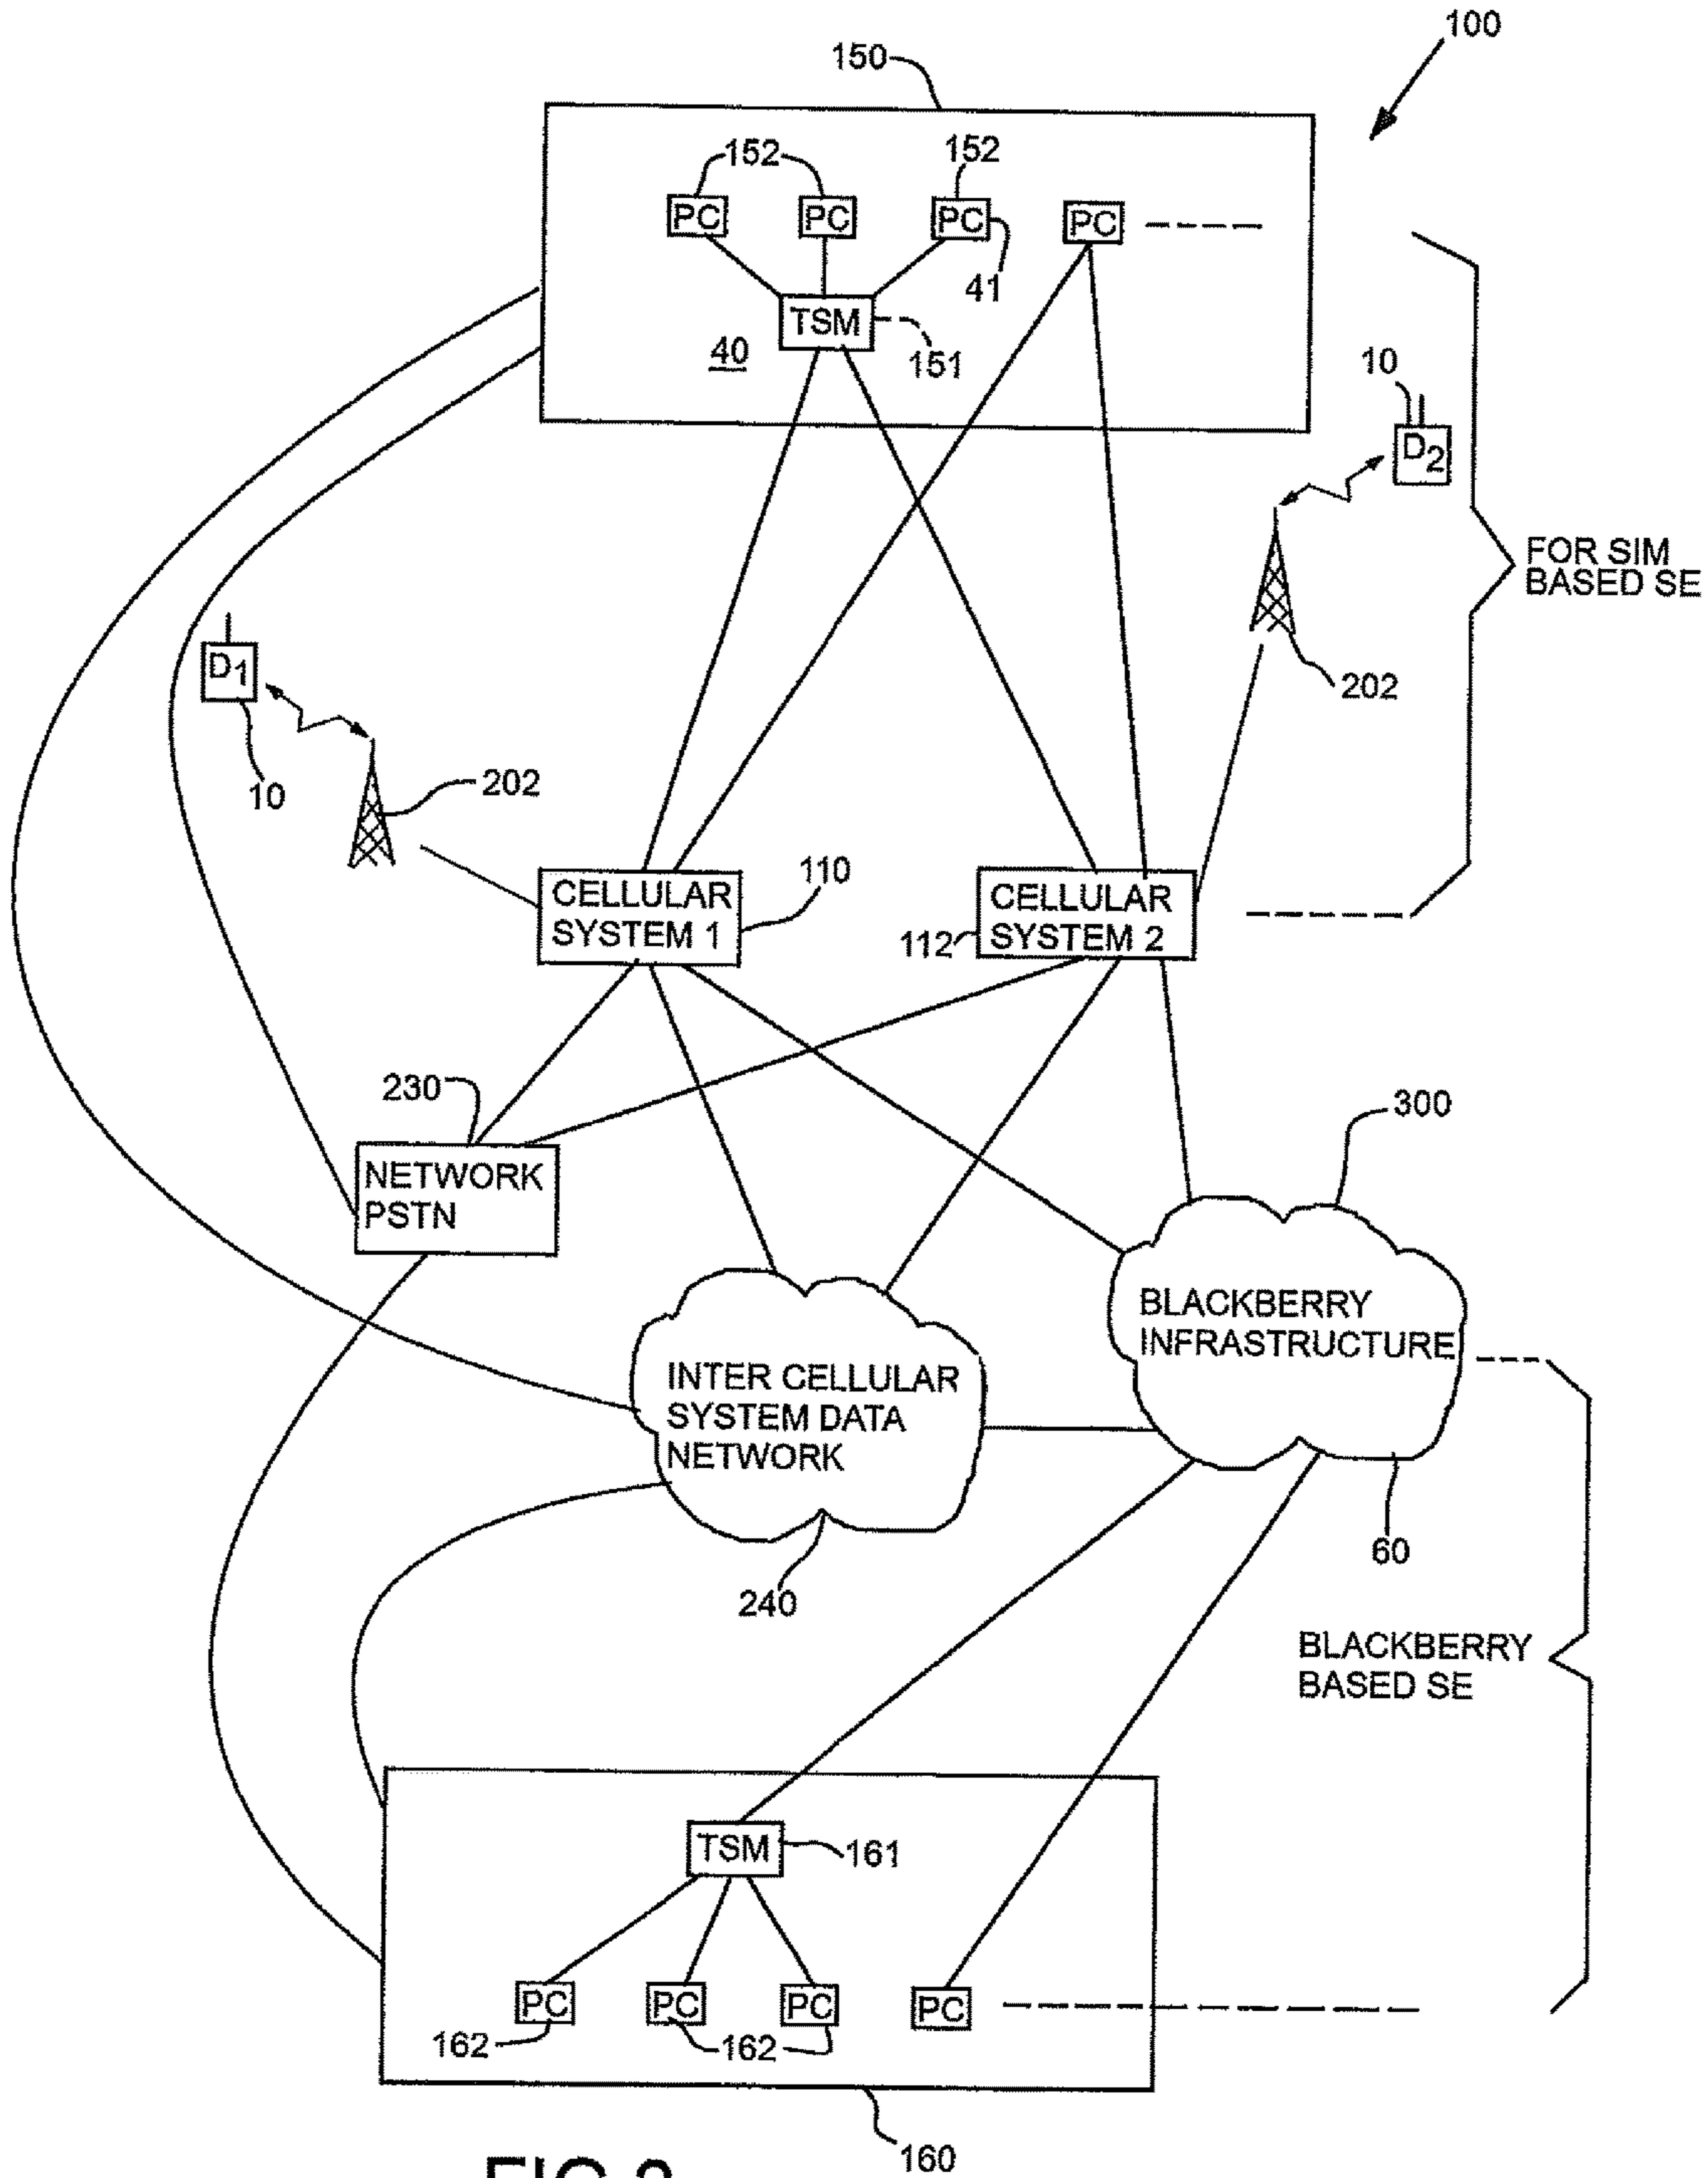 100
150
152
152
PC
PC
PC
PC
41
TSM
40
151
10
D2
FOR SIM
BASED SE
D1
202
10
202
CELLULAR
SYSTEM 1
110
CELLULAR
SYSTEM 2
112
230
300
NETWORK
PSTN
BLACKBERRY
INFRASTRUCTURE
INTER CELLULAR
SYSTEM DATA
NETWORK
60
240
BLACKBERRY
BASED SE
TSM
161
PC
PC
PC
PC
162
162
160